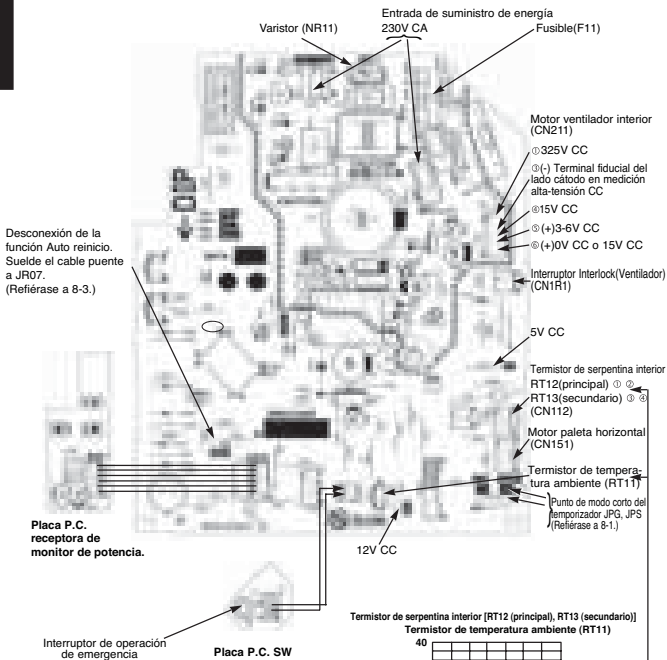 Entrada de suministro de energía
230V CA
Varistor (NR11)
Fusible(F11)
Motor ventilador interior
(CN211)
①325V CC
③(-) Terminal fiducial del
lado cátodo en medición
alta-tensión CC
④15V CC
⑤(+)3-6V CC
⑥(+)0V CC o 15V CC
Interruptor Interlock(Ventilador)
(CN1R1)
5V CC
Desconexión de la
función Auto reinicio.
Suelde el cable puente
a JR07.
(Refiérase a 8-3.)
Termistor de serpentina interior
RT12(principal) ① ②
RT13(secundario) ③ ④
(CN112)
Motor paleta horizontal
(CN151)
Termistor de tempera-
tura ambiente (RT11)
Punto de modo corto del
temporizador JPG, JPS
(Refiérase a 8-1.)
Placa P.C.
receptora de
monitor de potencia.
12V CC
Interruptor de operación
de emergencia
Placa P.C. SW
Termistor de serpentina interior [RT12 (principal), RT13 (secundario)]
Termistor de temperatura ambiente (RT11)
40